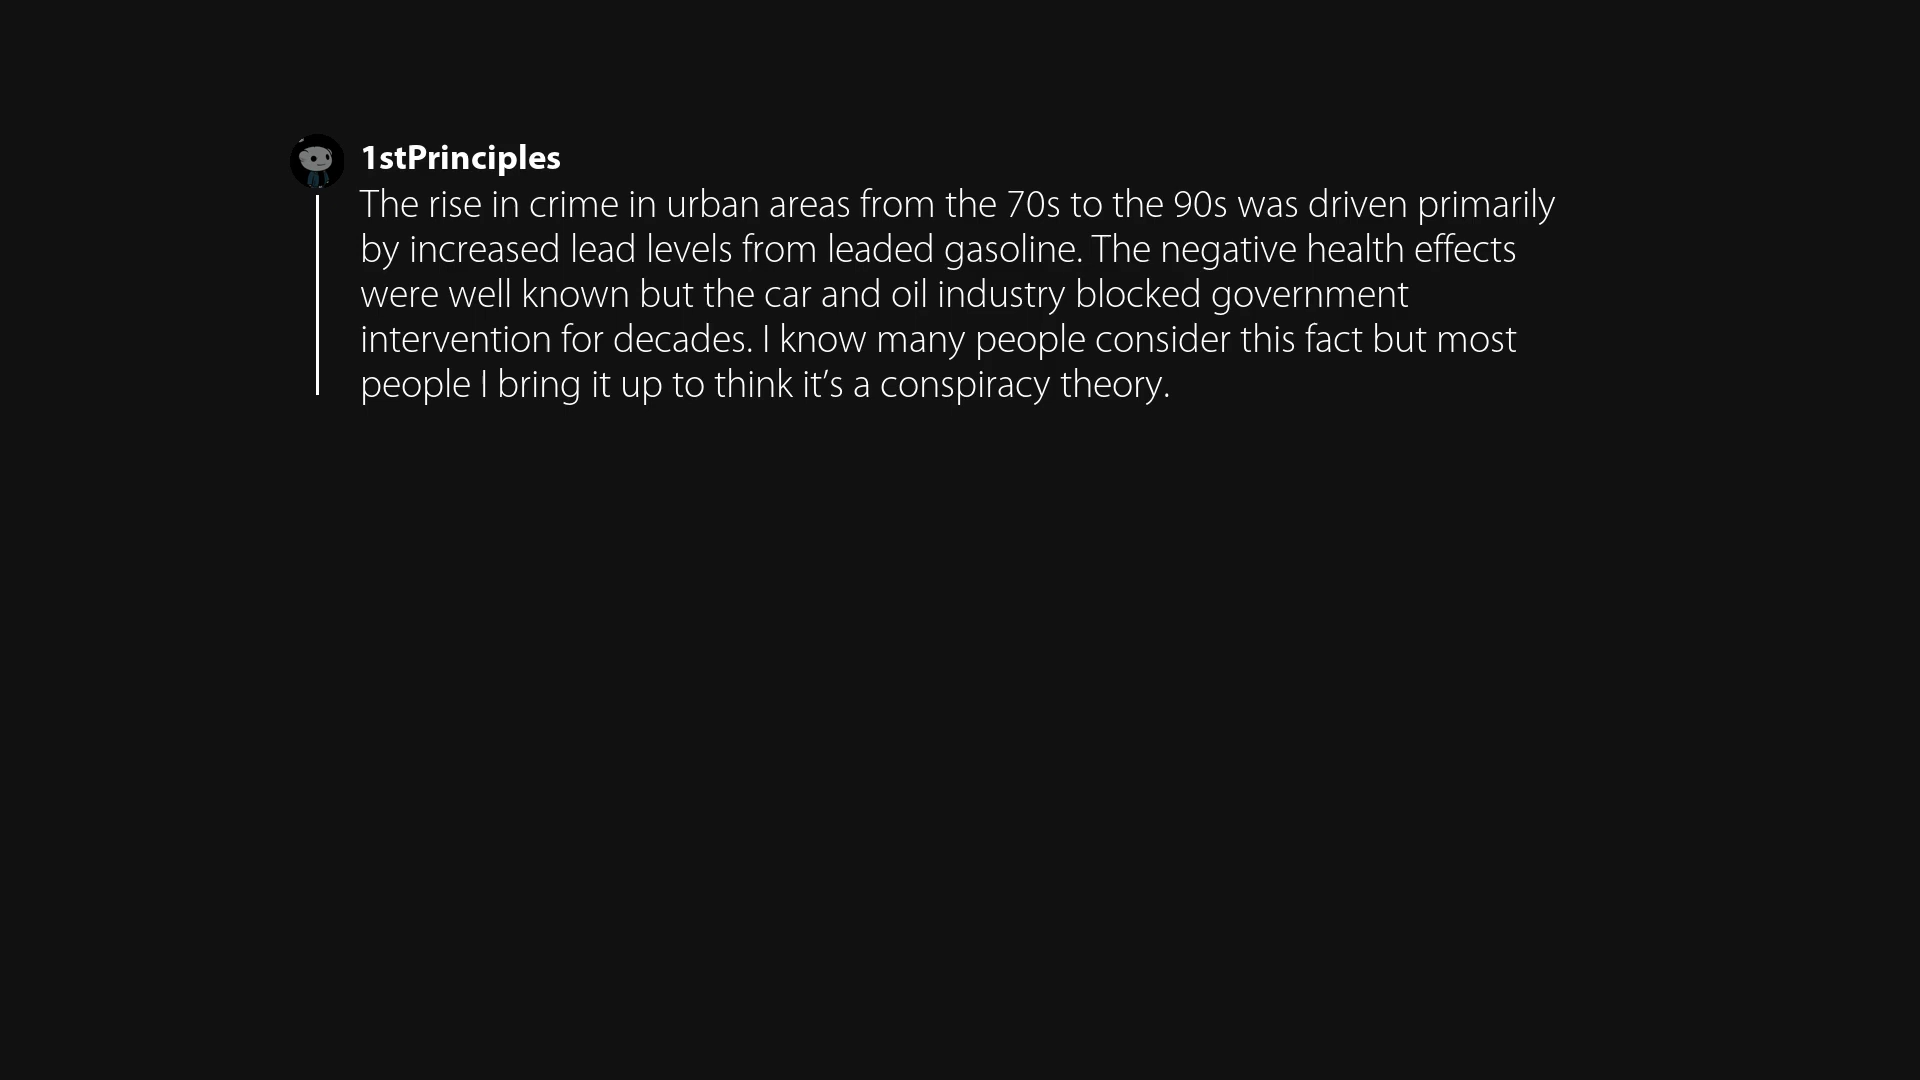 1stPrinciples
The rise in crime in urban areas from the 70s to the 90s was driven primarily
by increased lead levels from leaded gasoline. The negative health effects
were well known but the car and oil industry blocked government
intervention for decades. I know many people consider this fact but most
people I bring it up to think it’s a conspiracy theory.